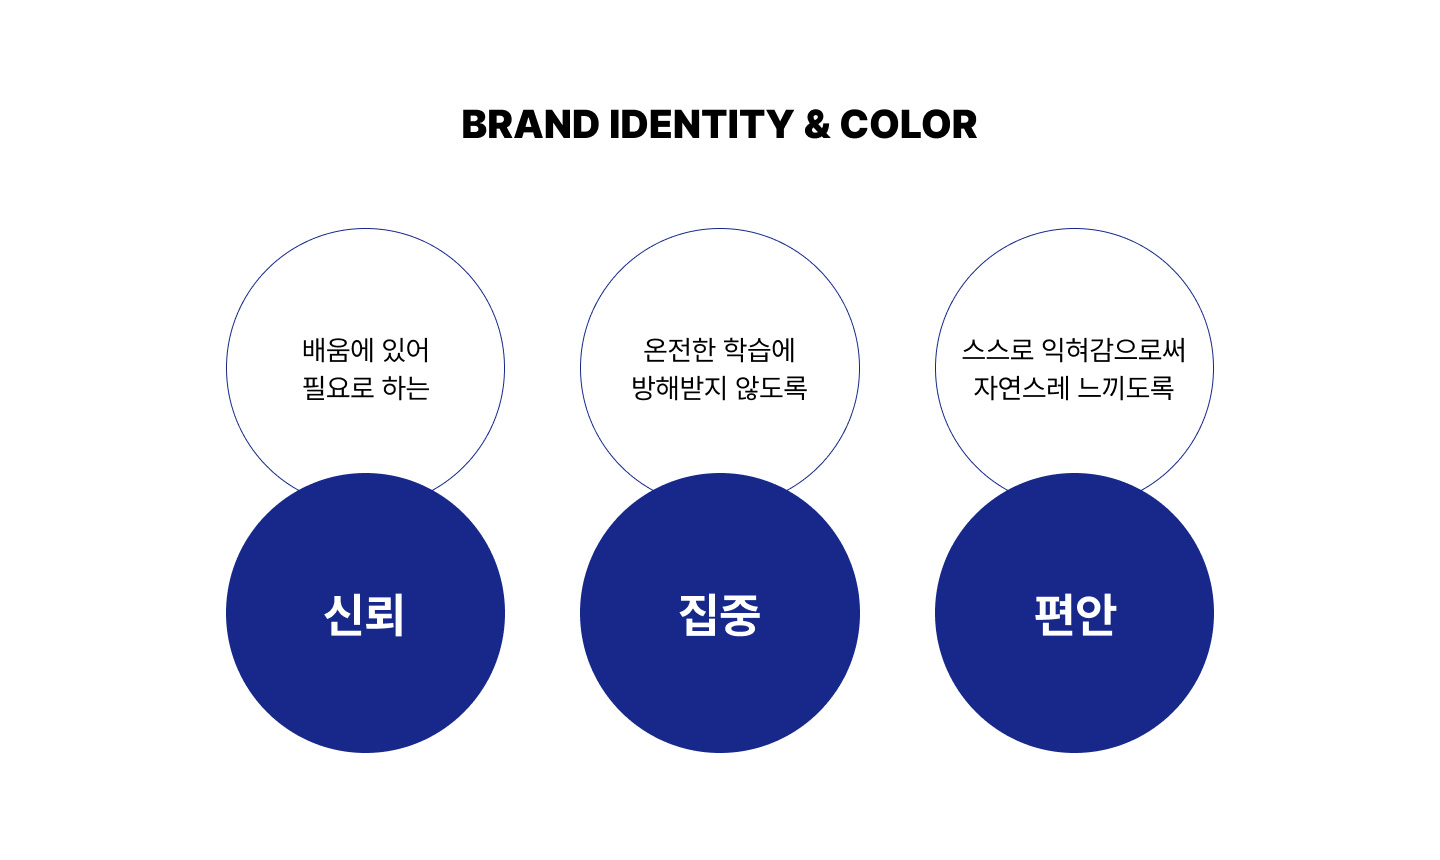 BRAND IDENTITY & COLOR
배움에 있어
필요로 하는
신뢰
온전한 학습에
방해받지 않도록
집중
스스로 익혀감으로써
자연스레 느끼도록
편안